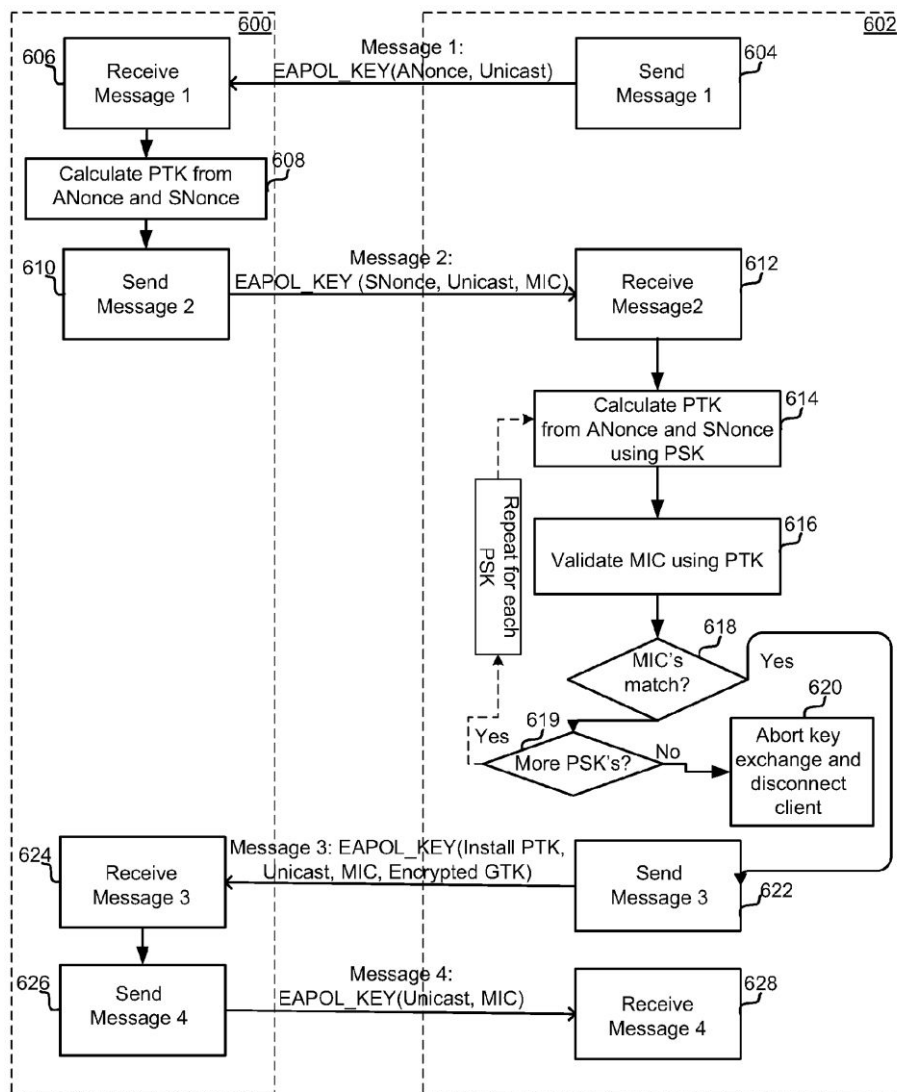 600
602
606
Receive
Message 1
Message 1:
EAPOL_KEY(ANonce, Unicast)
604
Send
Message 1
608
Calculate PTK from
ANonce and SNonce
610
Send
Message 2
Message 2:
EAPOL_KEY (SNonce, Unicast, MIC)
612
Receive
Message2
614
Calculate PTK
from ANonce and SNonce
using PSK
Repeat for each
PSK
616
Validate MIC using PTK
618
MIC's
match?
Yes
619
Yes
More PSK's?
No
620
Abort key
exchange and
disconnect
client
624
Receive
Message 3
Message 3: EAPOL_KEY(Install PTK,
Unicast, MIC, Encrypted GTK)
Send
Message 3
622
626
Send
Message 4
Message 4:
EAPOL_KEY(Unicast, MIC)
628
Receive
Message 4